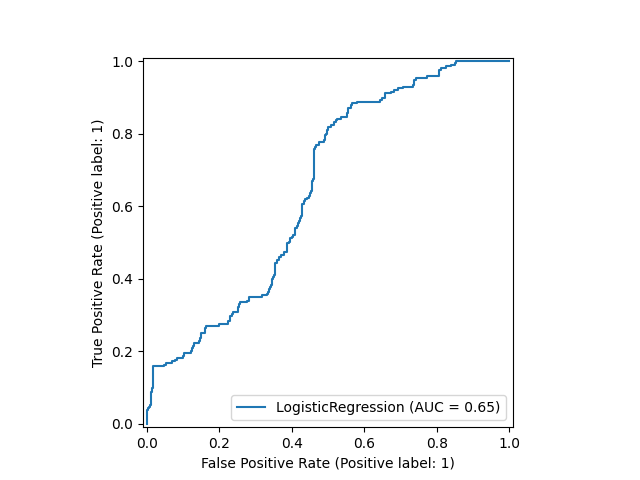 1.0
0.8
0.6
0.4
0.2
0.0
True Positive Rate (Positive label: 1)
LogisticRegression (AUC = 0.65)
0.0 0.2 0.4 0.6 0.8 1.0
False Positive Rate (Positive label: 1)